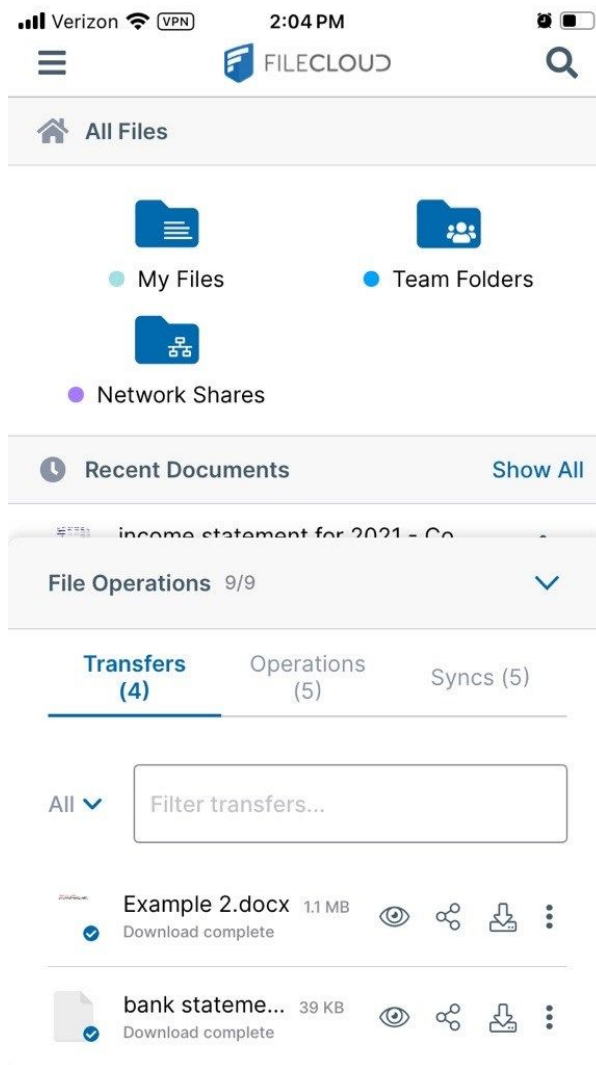 Verizon VPN 2:04 PM
FILECLOUD
All Files
My Files Team Folders
Network Shares
Recent Documents Show All
income statement for 2021 - Co
File Operations 9/9
Transfers Operations Syncs (5)
(4) (5)
All Filter transfers...
Example 2.docx 1.1 MB
Download complete
bank stateme... 39 KB
Download complete